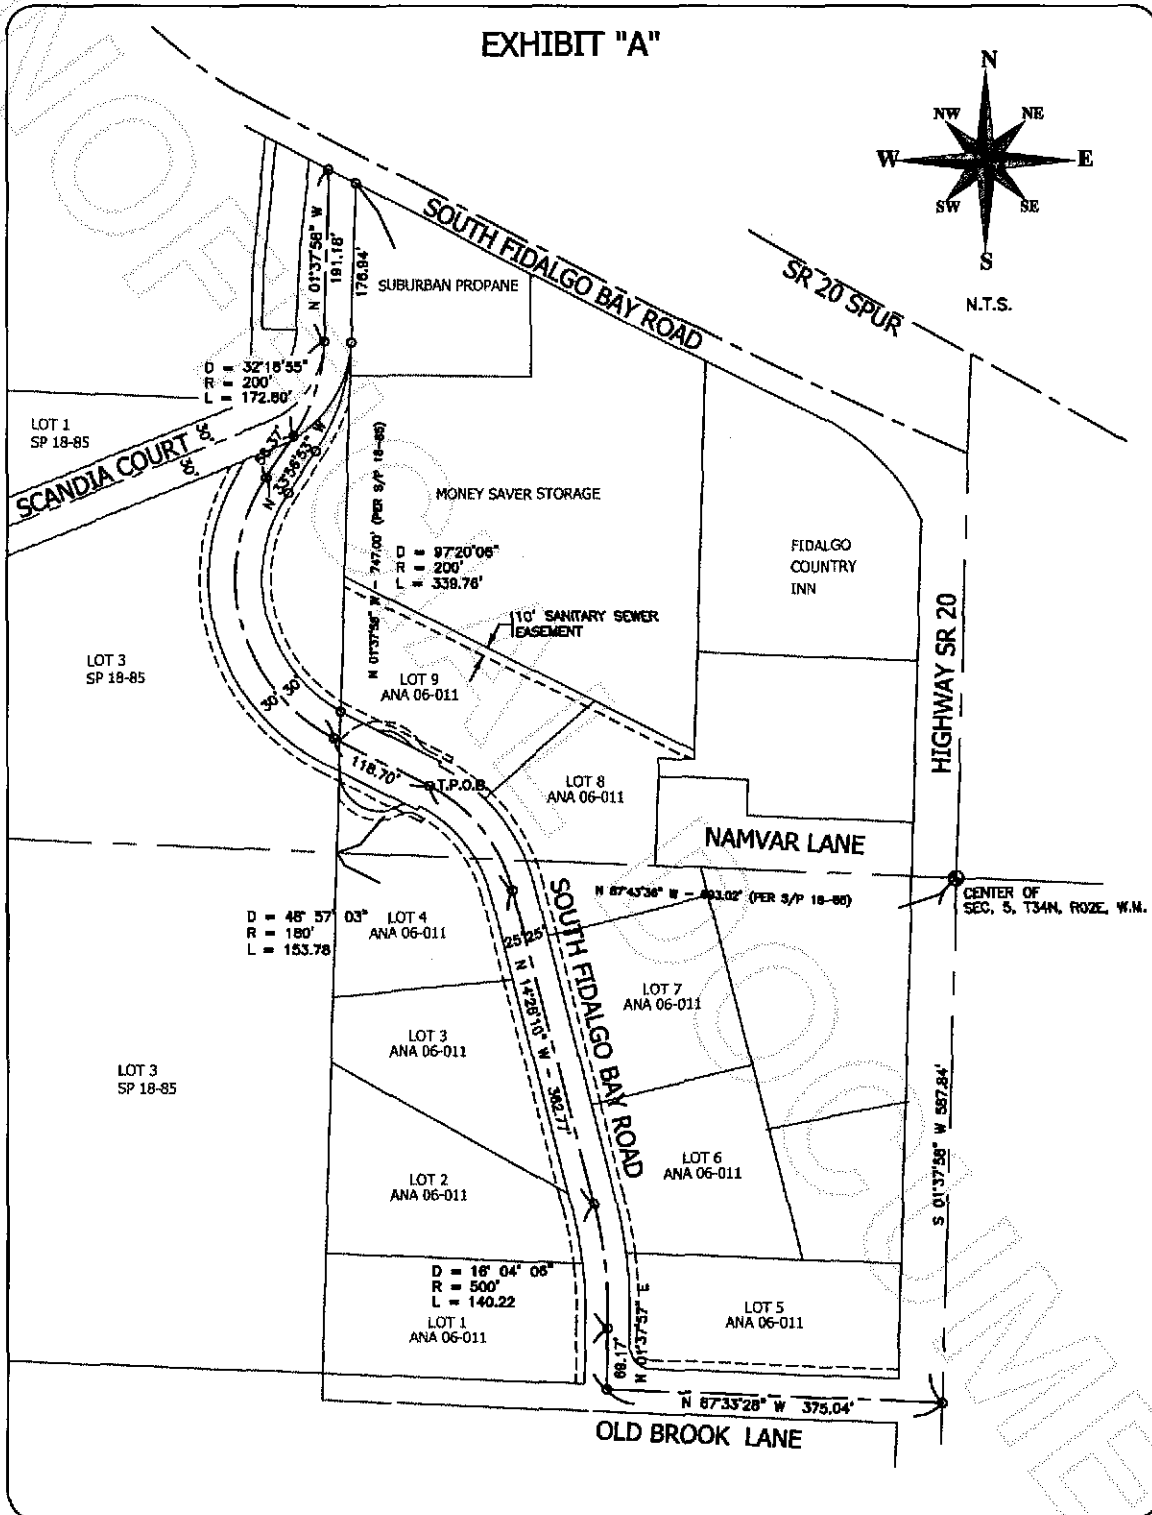 EXHIBIT "A"
N
NW
NE
W
E
SW
SE
S
N.T.S.
SOUTH FIDALGO BAY ROAD
SR 20 SPUR
N 01°37'58" W
191.18'
176.94'
SUBURBAN PROPANE
D = 32°18'55"
R = 200'
L = 172.80'
LOT 1
SP 18-85
SCANDIA COURT
30'
30'
N 33°56'53" W
MONEY SAVER STORAGE
N 01°37'58" W - 747.00' (PER S/P 18-85)
D = 97°20'06"
R = 200'
L = 339.76'
FIDALGO
COUNTRY
INN
10' SANITARY SEWER
EASEMENT
HIGHWAY SR 20
LOT 3
SP 18-85
LOT 9
ANA 06-011
30' 30'
118.70'
T.P.O.B.
LOT 8
ANA 06-011
NAMVAR LANE
N 87°43'36" W - 693.02' (PER S/P 18-85)
CENTER OF
SEC, 5, T34N, R02E, W.M.
D = 48° 57' 03"
R = 180'
L = 153.78
LOT 4
ANA 06-011
25' 25'
SOUTH FIDALGO BAY ROAD
N 14°26'10" W - 362.77'
LOT 7
ANA 06-011
LOT 3
ANA 06-011
LOT 3
SP 18-85
S 01°37'58" W 587.84'
LOT 2
ANA 06-011
LOT 6
ANA 06-011
D = 16° 04' 06"
R = 500'
L = 140.22
LOT 1
ANA 06-011
LOT 5
ANA 06-011
69.17'
N 01°37'57" E
N 87°33'28" W 375.04'
OLD BROOK LANE
UNOFFICIAL DOCUMENT